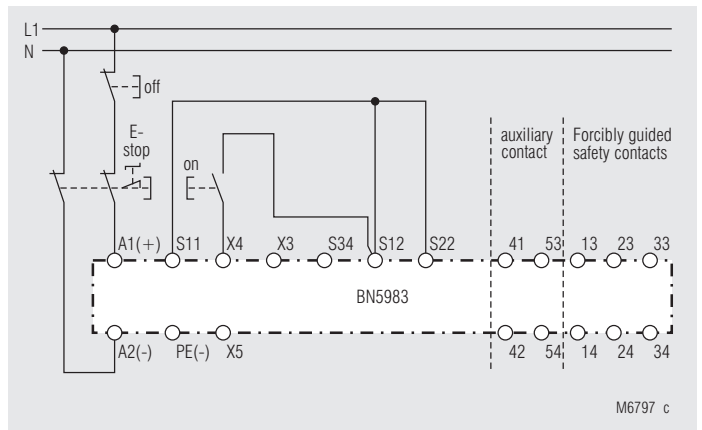 L1
N
off
E-
stop
on
auxiliary
contact
Forcibly guided
safety contacts
A1(+) S11 X4 X3 S34 S12 S22 41 53 13 23 33
BN5983
A2(-) PE(-) X5 42 54 14 24 34
M6797 c